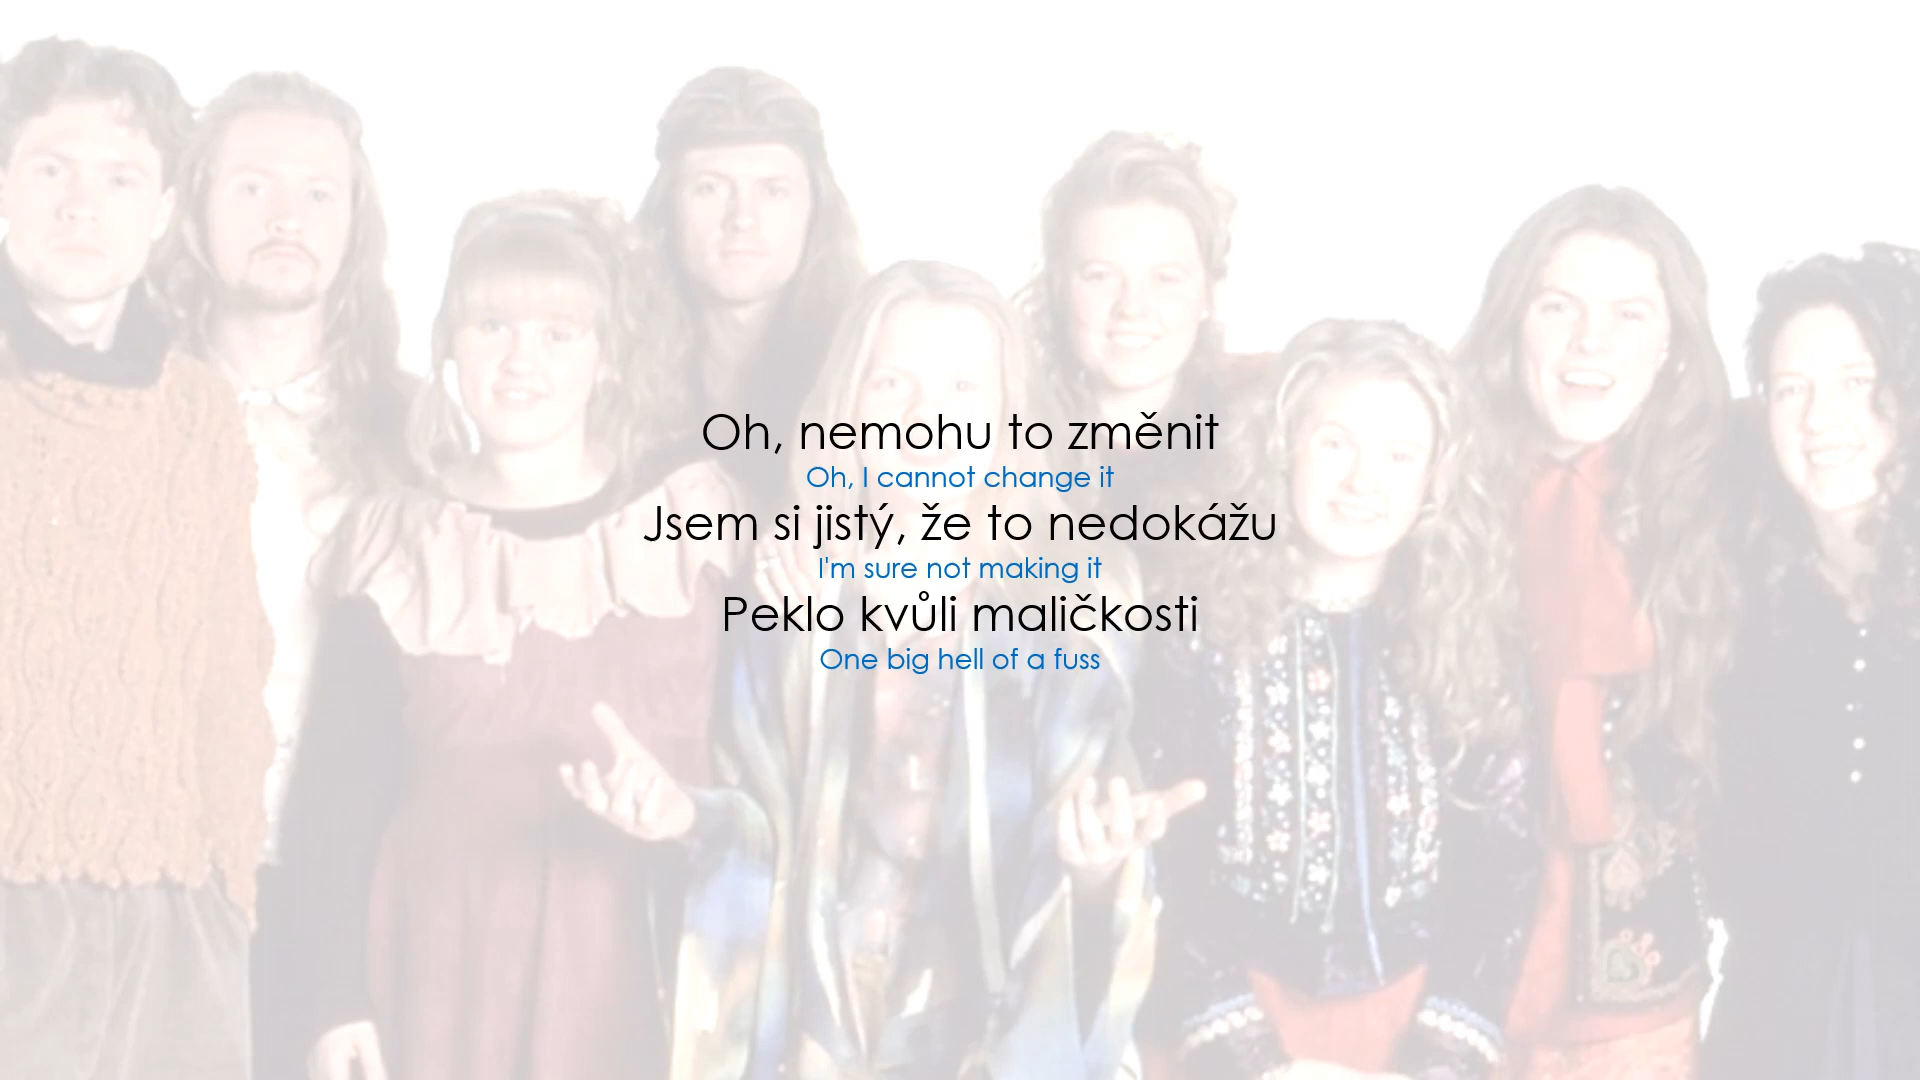 Oh, nemohu to změnit
Oh, I cannot change it
Jsem si jistý, že to nedokážu
I'm sure not making it
Peklo kvůli maličkosti
One big hell of a fuss